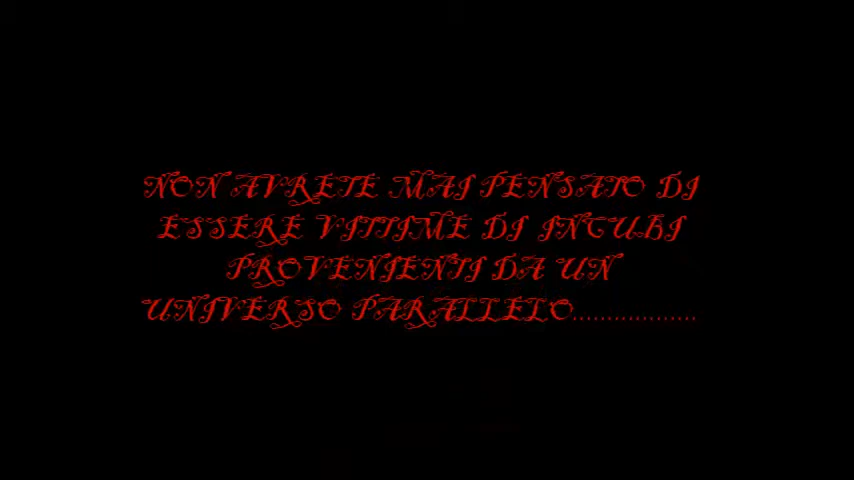 NON AVRETE MAI PENSATO DI
ESSERE VITTIME DI INCUBI
PROVENIENTI DA UN
UNIVERSO PARALLELO..................